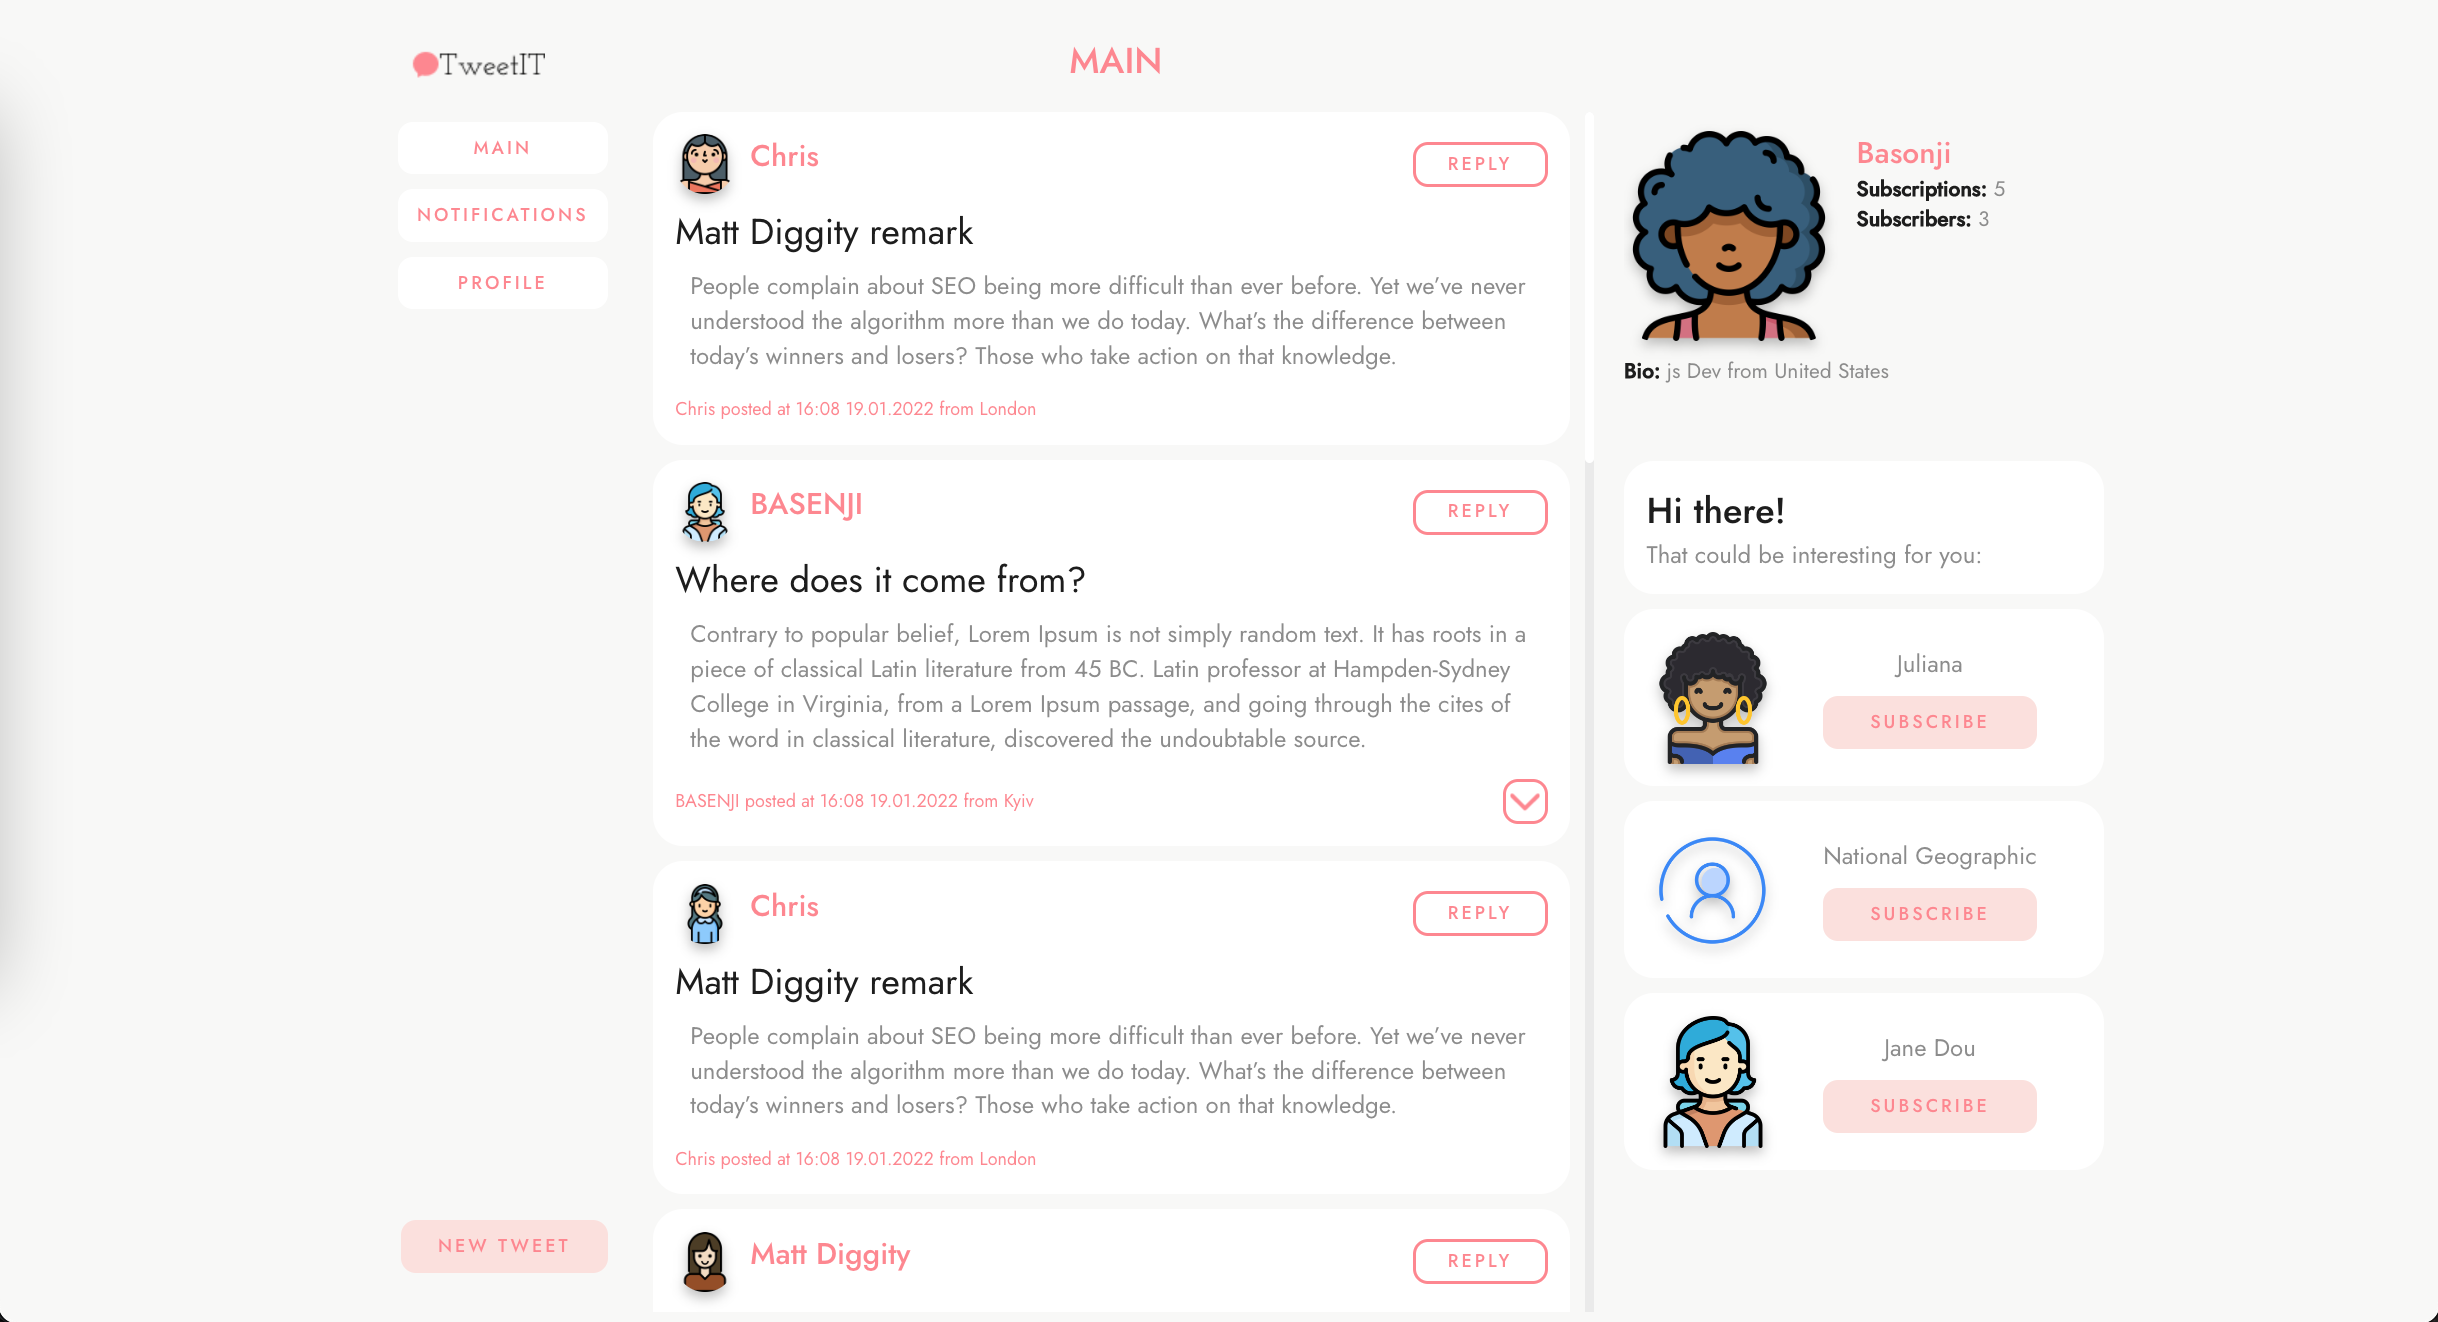 TweetIT
MAIN
MAIN
NOTIFICATIONS
PROFILE
NEW TWEET
Chris
REPLY
Matt Diggity remark
People complain about SEO being more difficult than ever before. Yet we’ve never
understood the algorithm more than we do today. What’s the difference between
today’s winners and losers? Those who take action on that knowledge.
Chris posted at 16:08 19.01.2022 from London
BASENJI
REPLY
Where does it come from?
Contrary to popular belief, Lorem Ipsum is not simply random text. It has roots in a
piece of classical Latin literature from 45 BC. Latin professor at Hampden-Sydney
College in Virginia, from a Lorem Ipsum passage, and going through the cites of
the word in classical literature, discovered the undoubtable source.
BASENJI posted at 16:08 19.01.2022 from Kyiv
Chris
REPLY
Matt Diggity remark
People complain about SEO being more difficult than ever before. Yet we’ve never
understood the algorithm more than we do today. What’s the difference between
today’s winners and losers? Those who take action on that knowledge.
Chris posted at 16:08 19.01.2022 from London
Matt Diggity
REPLY
Basonji
Subscriptions: 5
Subscribers: 3
Bio: js Dev from United States
Hi there!
That could be interesting for you:
Juliana
SUBSCRIBE
National Geographic
SUBSCRIBE
Jane Dou
SUBSCRIBE